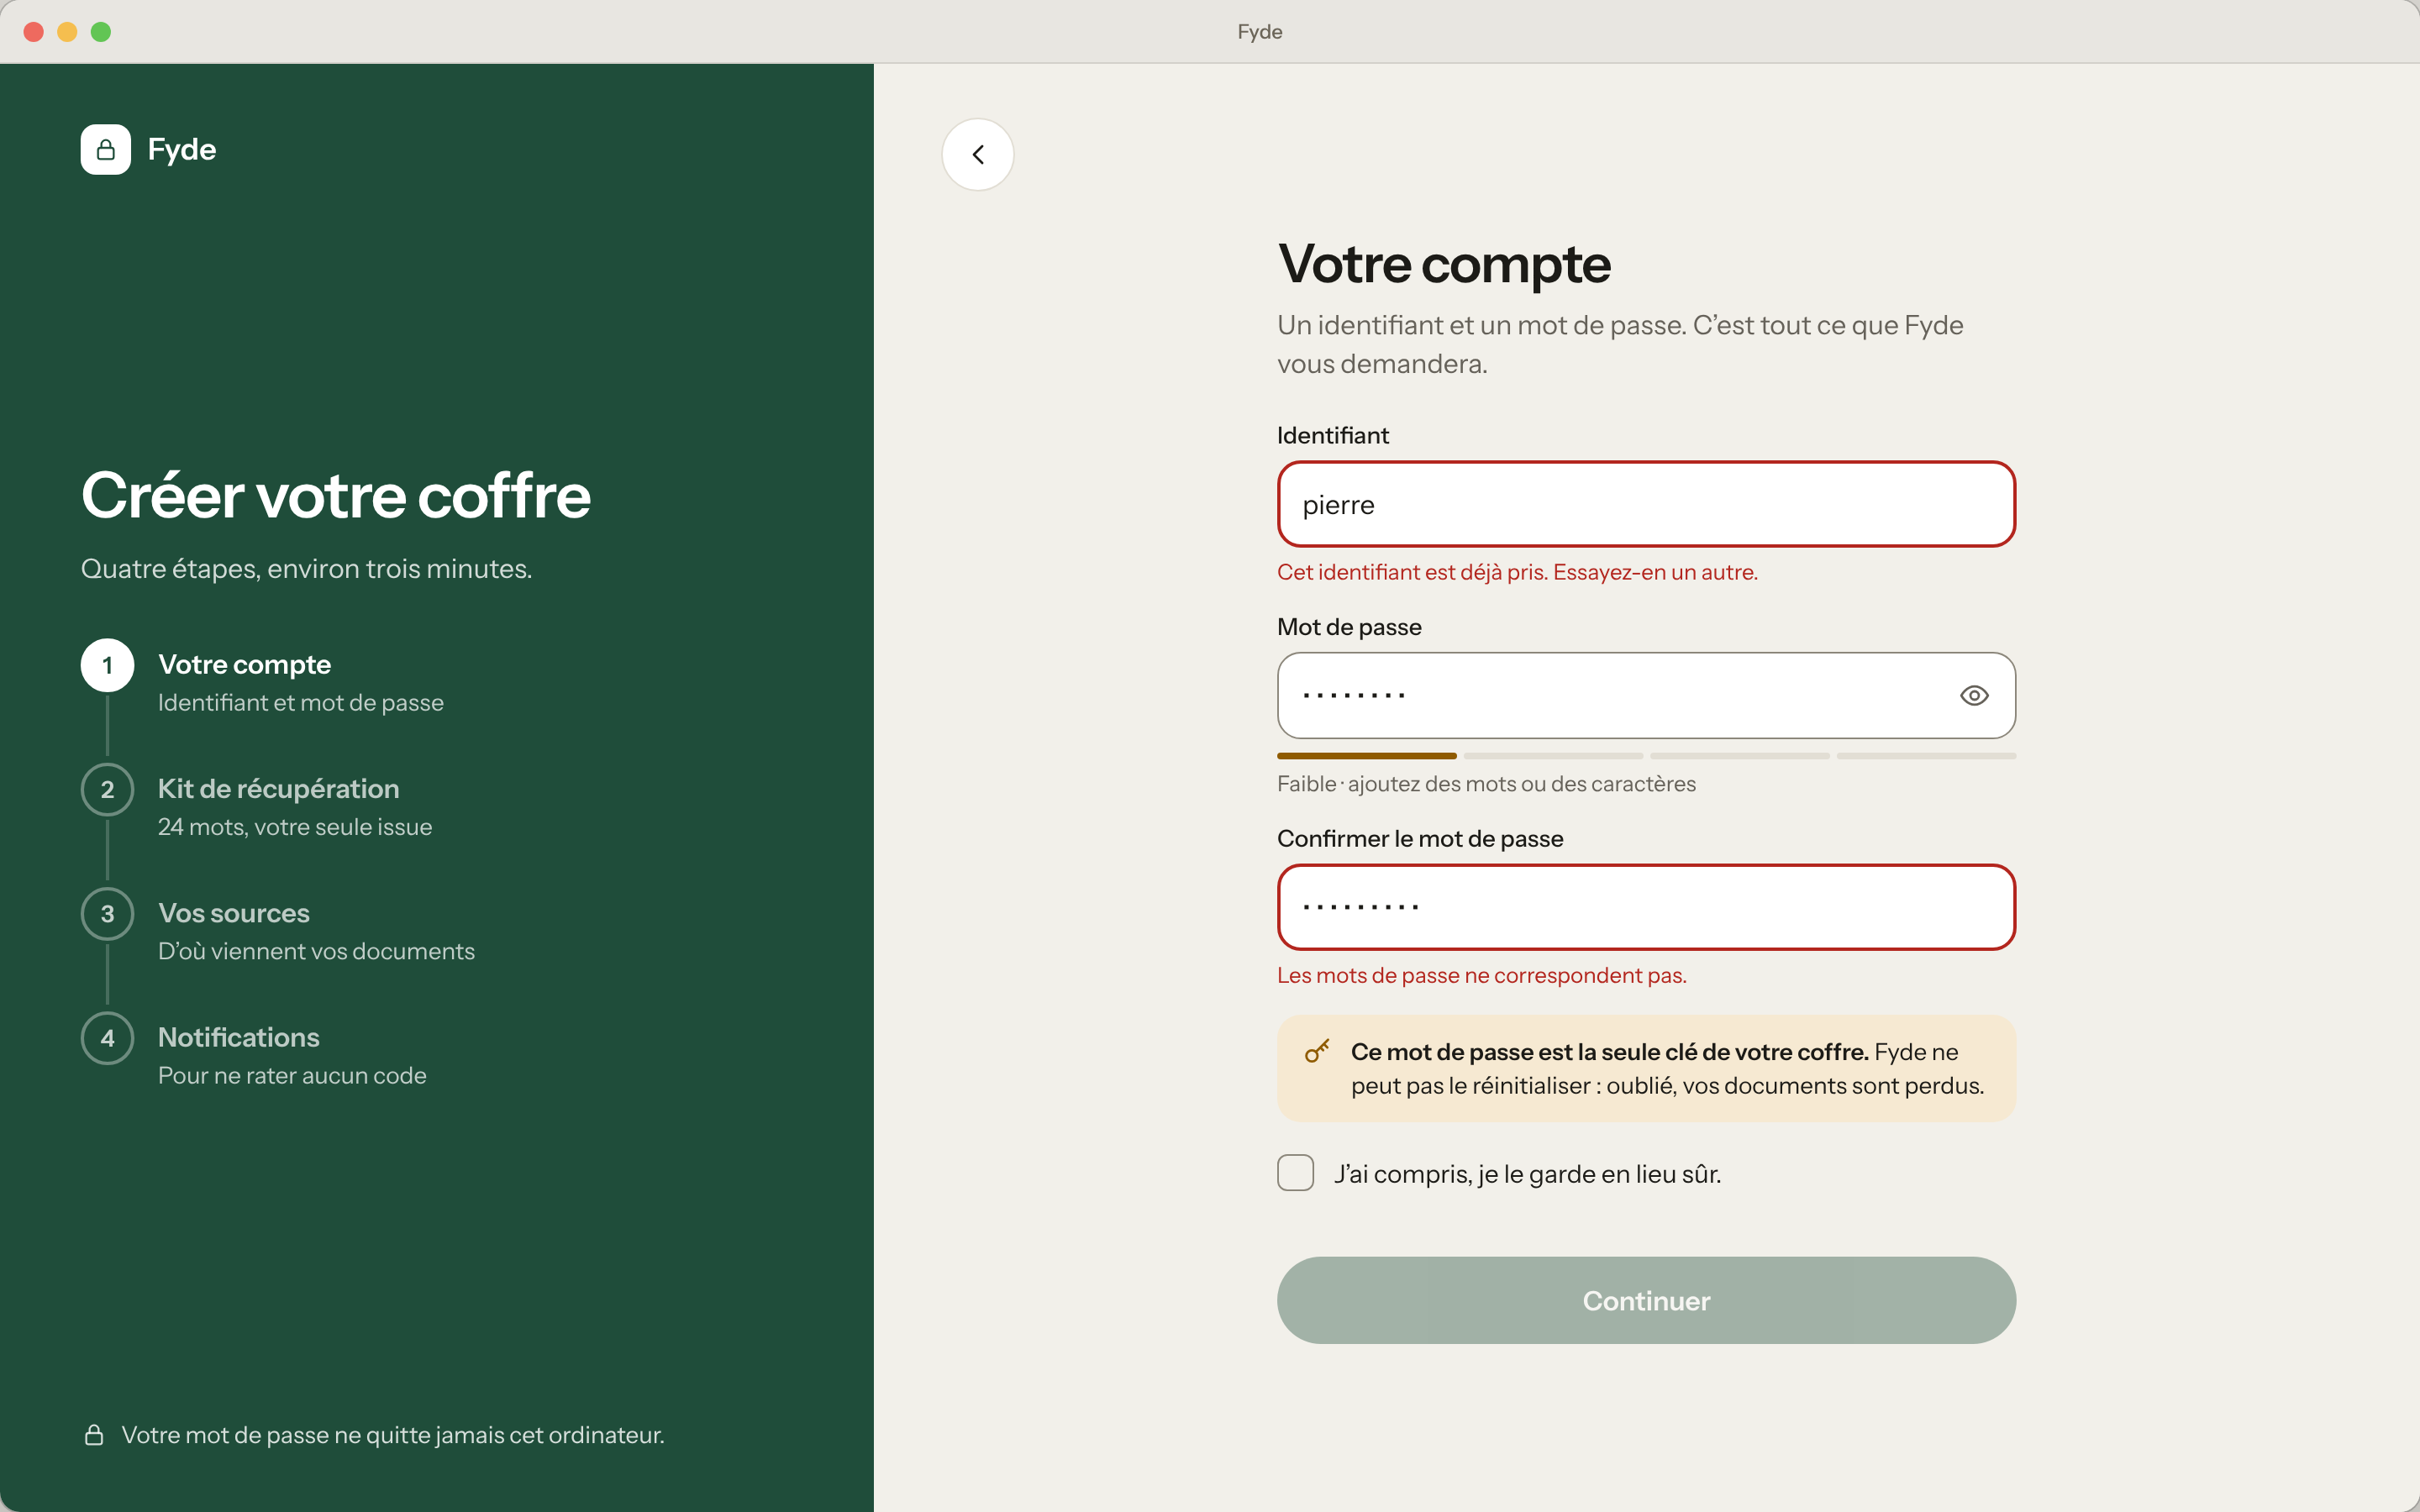 Fyde
Fyde
Créer votre coffre
Quatre étapes, environ trois minutes.
1
Votre compte
Identifiant et mot de passe
2
Kit de récupération
24 mots, votre seule issue
3
Vos sources
D’où viennent vos documents
4
Notifications
Pour ne rater aucun code
Votre mot de passe ne quitte jamais cet ordinateur.
Votre compte
Un identifiant et un mot de passe. C’est tout ce que Fyde
vous demandera.
Identifiant
pierre
Cet identifiant est déjà pris. Essayez-en un autre.
Mot de passe
Faible · ajoutez des mots ou des caractères
Confirmer le mot de passe
Les mots de passe ne correspondent pas.
Ce mot de passe est la seule clé de votre coffre. Fyde ne
peut pas le réinitialiser : oublié, vos documents sont perdus.
J’ai compris, je le garde en lieu sûr.
Continuer